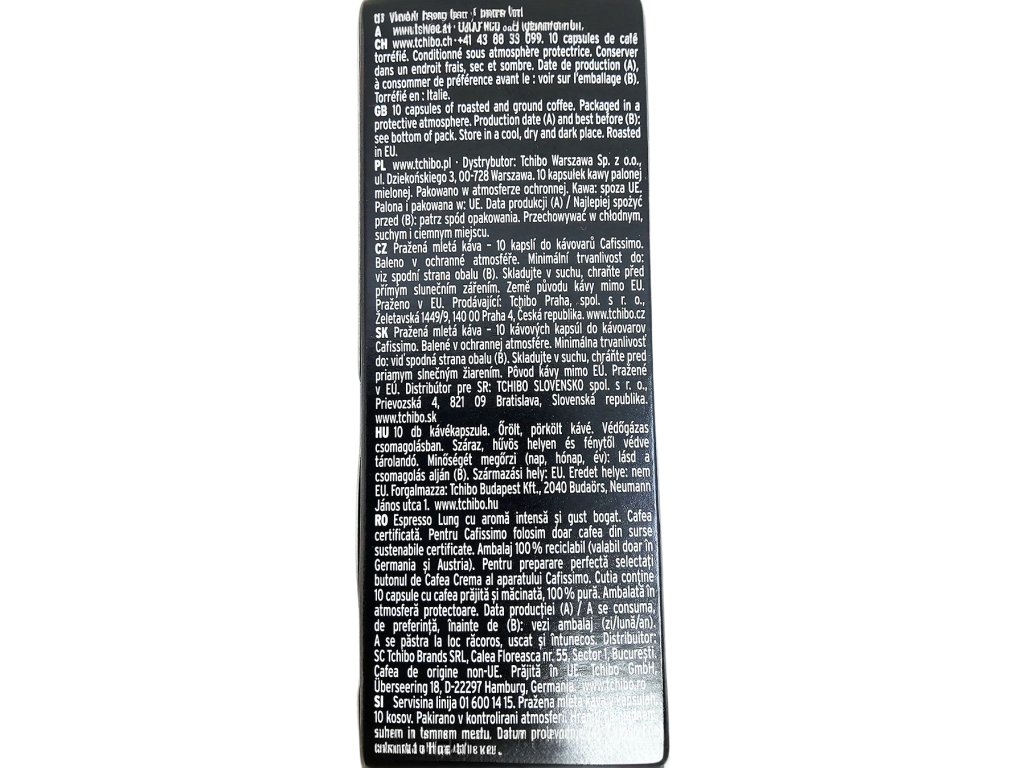 A www.tchibo.at
CH www.tchibo.ch · +41 43 88 33 099. 10 capsules de café
torréfié. Conditionné sous atmosphère protectrice. Conserver
dans un endroit frais, sec et sombre. Date de production (A),
à consommer de préférence avant le : voir sur l'emballage (B).
Torréfié en : Italie.
GB 10 capsules of roasted and ground coffee. Packaged in a
protective atmosphere. Production date (A) and best before (B):
see bottom of pack. Store in a cool, dry and dark place. Roasted
in EU.
PL www.tchibo.pl · Dystrybutor: Tchibo Warszawa Sp. z o.o.,
ul. Dziekońskiego 3, 00-728 Warszawa. 10 kapsułek kawy palonej
mielonej. Pakowano w atmosferze ochronnej. Kawa: spoza UE.
Palona i pakowana w: UE. Data produkcji (A) / Najlepiej spożyć
przed (B): patrz spód opakowania. Przechowywać w chłodnym,
suchym i ciemnym miejscu.
CZ Pražená mletá káva – 10 kapslí do kávovarů Cafissimo.
Baleno v ochranné atmosféře. Minimální trvanlivost do:
viz spodní strana obalu (B). Skladujte v suchu, chraňte před
přímým slunečním zářením. Země původu kávy mimo EU.
Praženo v EU. Prodávající: Tchibo Praha, spol. s r. o.,
Želetavská 1449/9, 140 00 Praha 4, Česká republika. www.tchibo.cz
SK Pražená mletá káva – 10 kávových kapsúl do kávovarov
Cafissimo. Balené v ochrannej atmosfére. Minimálna trvanlivosť
do: viď spodná strana obalu (B). Skladujte v suchu, chráňte pred
priamym slnečným žiarením. Pôvod kávy mimo EÚ. Pražené
v EÚ. Distribútor pre SR: TCHIBO SLOVENSKO spol. s r. o.,
Prievozská 4, 821 09 Bratislava, Slovenská republika.
www.tchibo.sk
HU 10 db kávékapszula. Őrölt, pörkölt kávé. Védőgázas
csomagolásban. Száraz, hűvös helyen és fénytől védve
tárolandó. Minőségét megőrzi (nap, hónap, év): lásd a
csomagolás alján (B). Származási hely: EU. Eredet helye: nem
EU. Forgalmazza: Tchibo Budapest Kft., 2040 Budaörs, Neumann
János utca 1. www.tchibo.hu
RO Espresso Lung cu aromă intensă și gust bogat. Cafea
certificată. Pentru Cafissimo folosim doar cafea din surse
sustenabile certificate. Ambalaj 100 % reciclabil (valabil doar în
Germania și Austria). Pentru preparare perfectă selectați
butonul de Cafea Crema al aparatului Cafissimo. Cutia conține
10 capsule cu cafea prăjită și măcinată, 100 % pură. Ambalată în
atmosferă protectoare. Data producției (A) / A se consuma,
de preferință, înainte de (B): vezi ambalaj (zi/lună/an).
A se păstra la loc răcoros, uscat și întunecos. Distribuitor:
SC Tchibo Brands SRL, Calea Floreasca nr. 55, Sector 1, București.
Cafea de origine non-UE. Prăjită în UE. Tchibo GmbH,
Überseering 18, D-22297 Hamburg, Germania. www.tchibo.ro
SI Servisina linija 01 600 14 15. Pražena mleta kava v kapsulah,
10 kosov. Pakirano v kontrolirani atmosferi.
suhem in temnem mestu. Datum